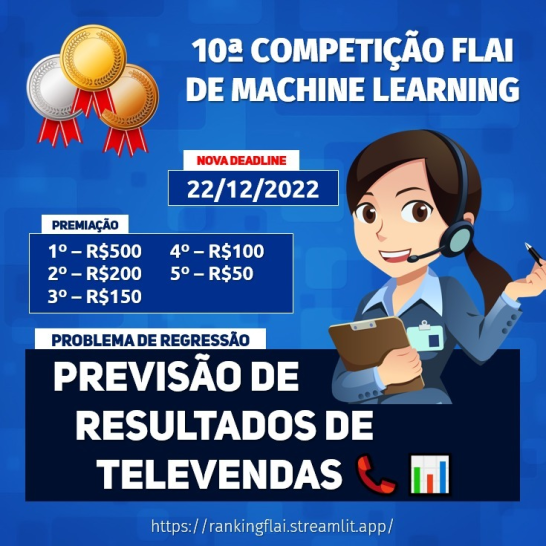 10ª COMPETIÇÃO FLAI
DE MACHINE LEARNING
NOVA DEADLINE
22/12/2022
PREMIAÇÃO
1º – R$500
2º – R$200
3º – R$150
4º – R$100
5º – R$50
PROBLEMA DE REGRESSÃO
PREVISÃO DE
RESULTADOS DE
TELEVENDAS
https://rankingflai.streamlit.app/